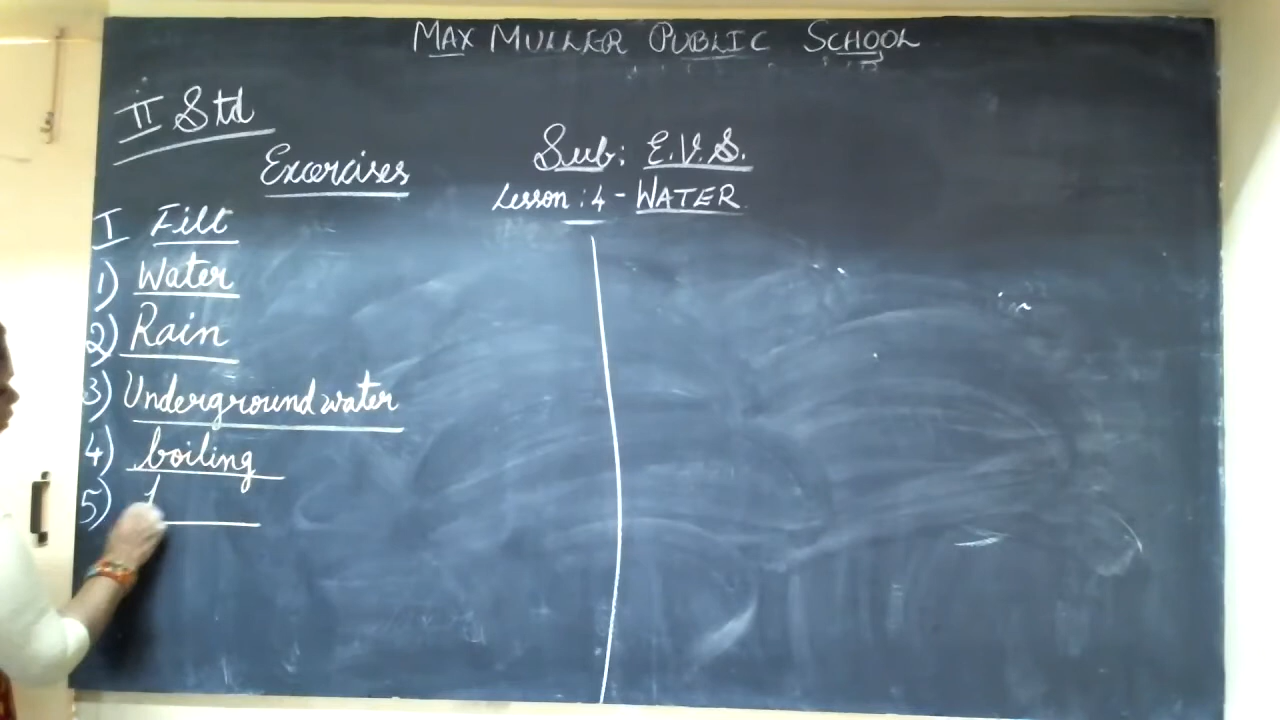 MAX MULLER PUBLIC SCHOOL
II Std
Sub: E.V.S.
Lesson: 4 - WATER
Excercises
I Fill
1) Water
2) Rain
3) Underground water
4) boiling
5)